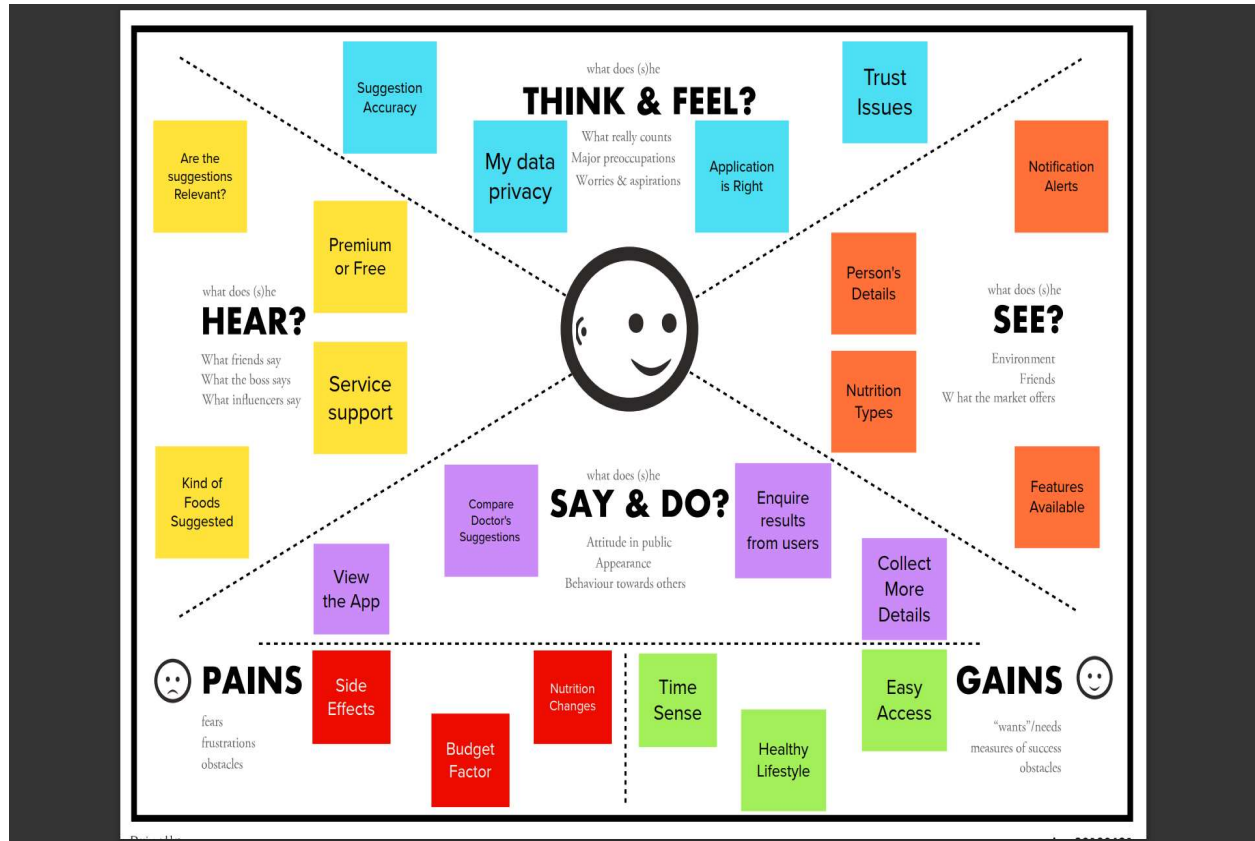 what does (s)he
THINK & FEEL?
What really counts
Major preoccupations
Worries & aspirations
Suggestion
Accuracy
My data
privacy
Application
is Right
Trust
Issues
what does (s)he
HEAR?
What friends say
What the boss says
What influencers say
Are the
suggestions
Relevant?
Premium
or Free
Service
support
Kind of
Foods
Suggested
what does (s)he
SEE?
Environment
Friends
W hat the market offers
Notification
Alerts
Person's
Details
Nutrition
Types
Features
Available
what does (s)he
SAY & DO?
Attitude in public
Appearance
Behaviour towards others
Compare
Doctor's
Suggestions
View
the App
Enquire
results
from users
Collect
More
Details
PAINS
fears
frustrations
obstacles
Side
Effects
Budget
Factor
Nutrition
Changes
GAINS
"wants"/needs
measures of success
obstacles
Time
Sense
Healthy
Lifestyle
Easy
Access